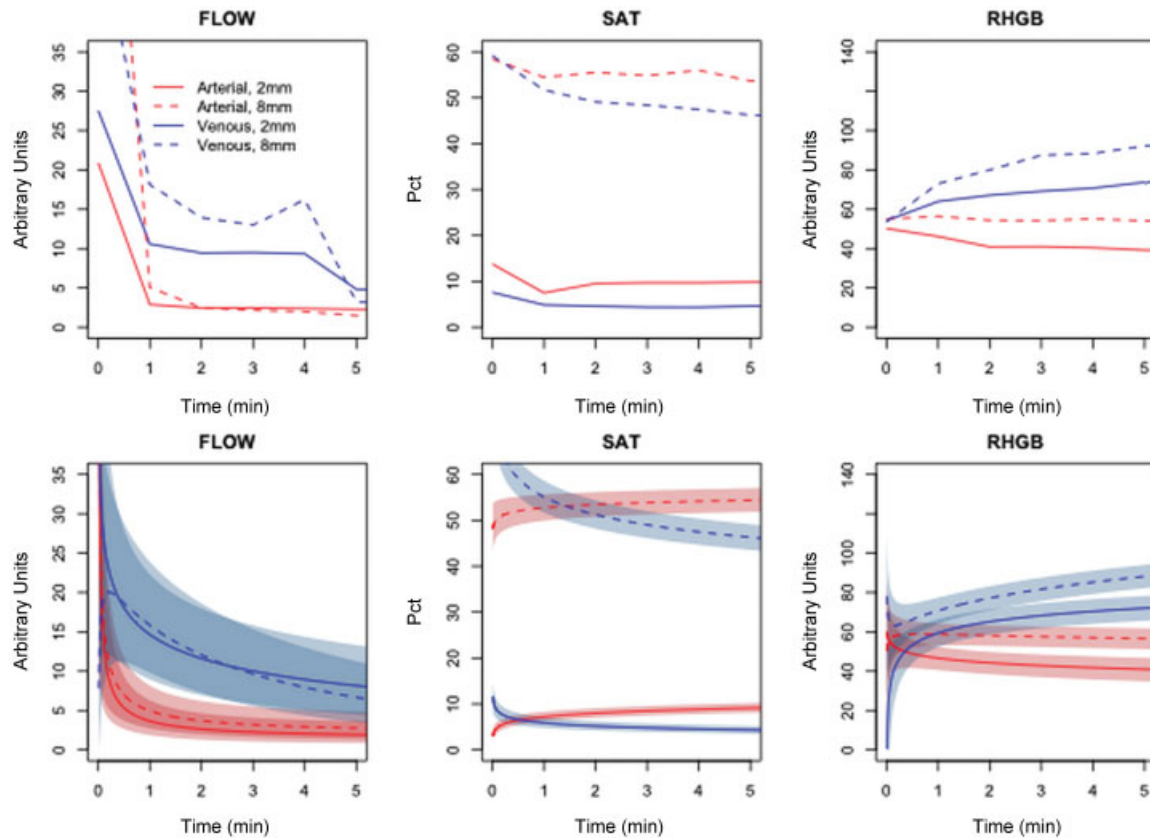 FLOW
35
30
25
20
15
10
5
0
Arbitrary Units
Arterial, 2mm
Arterial, 8mm
Venous, 2mm
Venous, 8mm
0 1 2 3 4 5
Time (min)
SAT
60
50
40
30
20
10
0
Pct
0 1 2 3 4 5
Time (min)
RHGB
140
100
80
60
40
20
0
Arbitrary Units
0 1 2 3 4 5
Time (min)
FLOW
35
30
25
20
15
10
5
0
Arbitrary Units
0 1 2 3 4 5
Time (min)
SAT
60
50
40
30
20
10
0
Pct
0 1 2 3 4 5
Time (min)
RHGB
140
100
80
60
40
20
0
Arbitrary Units
0 1 2 3 4 5
Time (min)